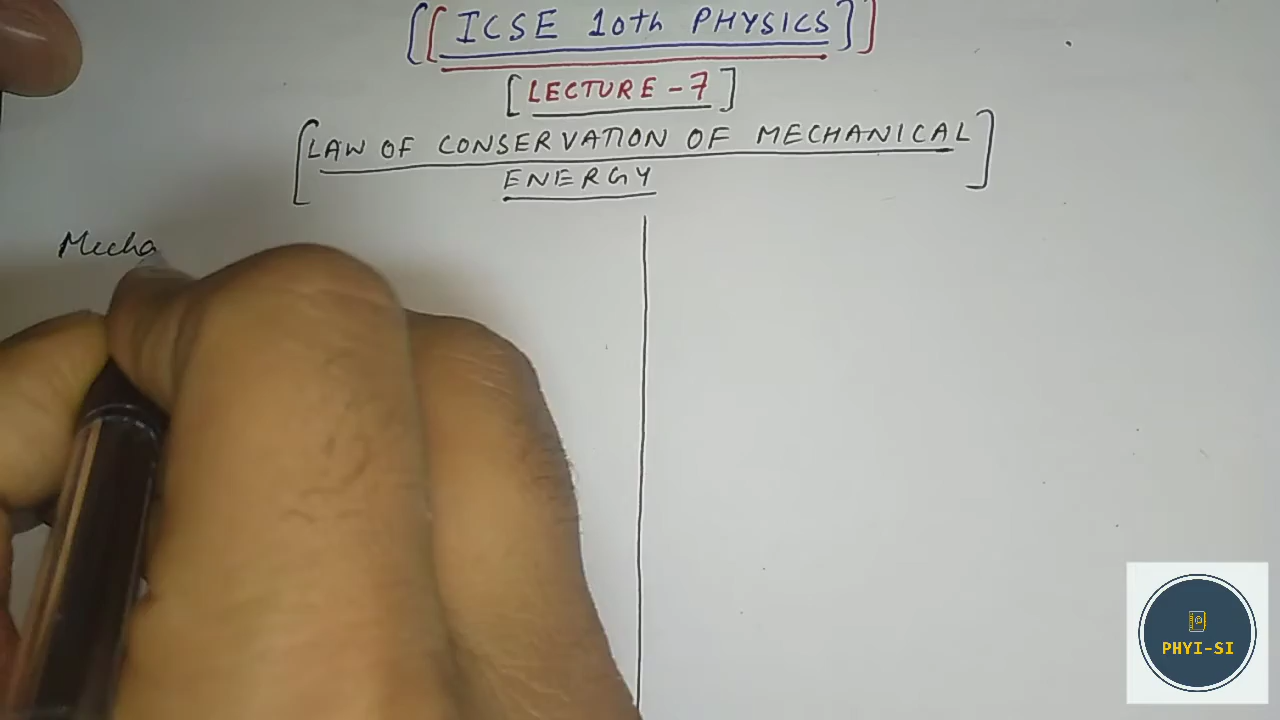 [[ICSE 10th PHYSICS]]
[LECTURE - 7]
[LAW OF CONSERVATION OF MECHANICAL
ENERGY]
Mecha
PHYI-SI